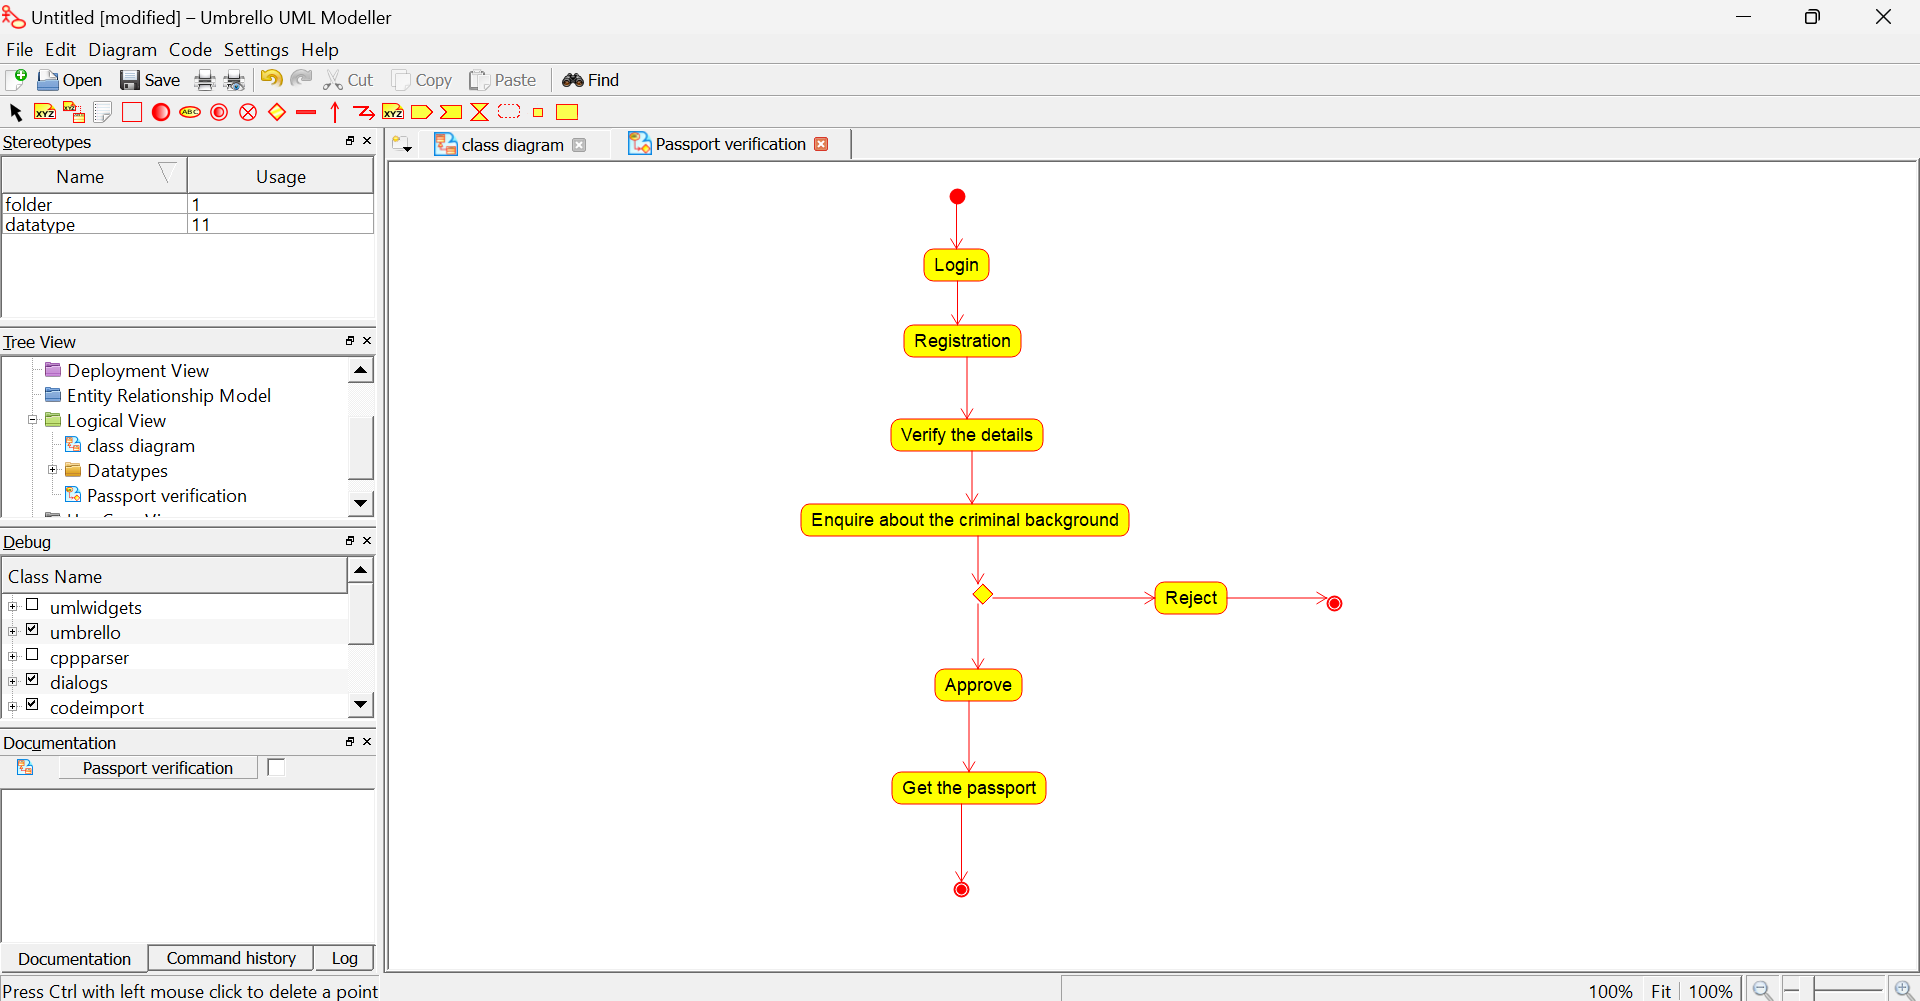 Untitled [modified] – Umbrello UML Modeller
File Edit Diagram Code Settings Help
Open Save Cut Copy Paste Find
XYZ XYZ ABC XYZ
Stereotypes
Name Usage
folder 1
datatype 11
Tree View
Deployment View
Entity Relationship Model
Logical View
class diagram
Datatypes
Passport verification
Debug
Class Name
umlwidgets
umbrello
cppparser
dialogs
codeimport
Documentation
Passport verification
Documentation Command history Log
class diagram Passport verification
Login
Registration
Verify the details
Enquire about the criminal background
Reject
Approve
Get the passport
Press Ctrl with left mouse click to delete a point
100% Fit 100%